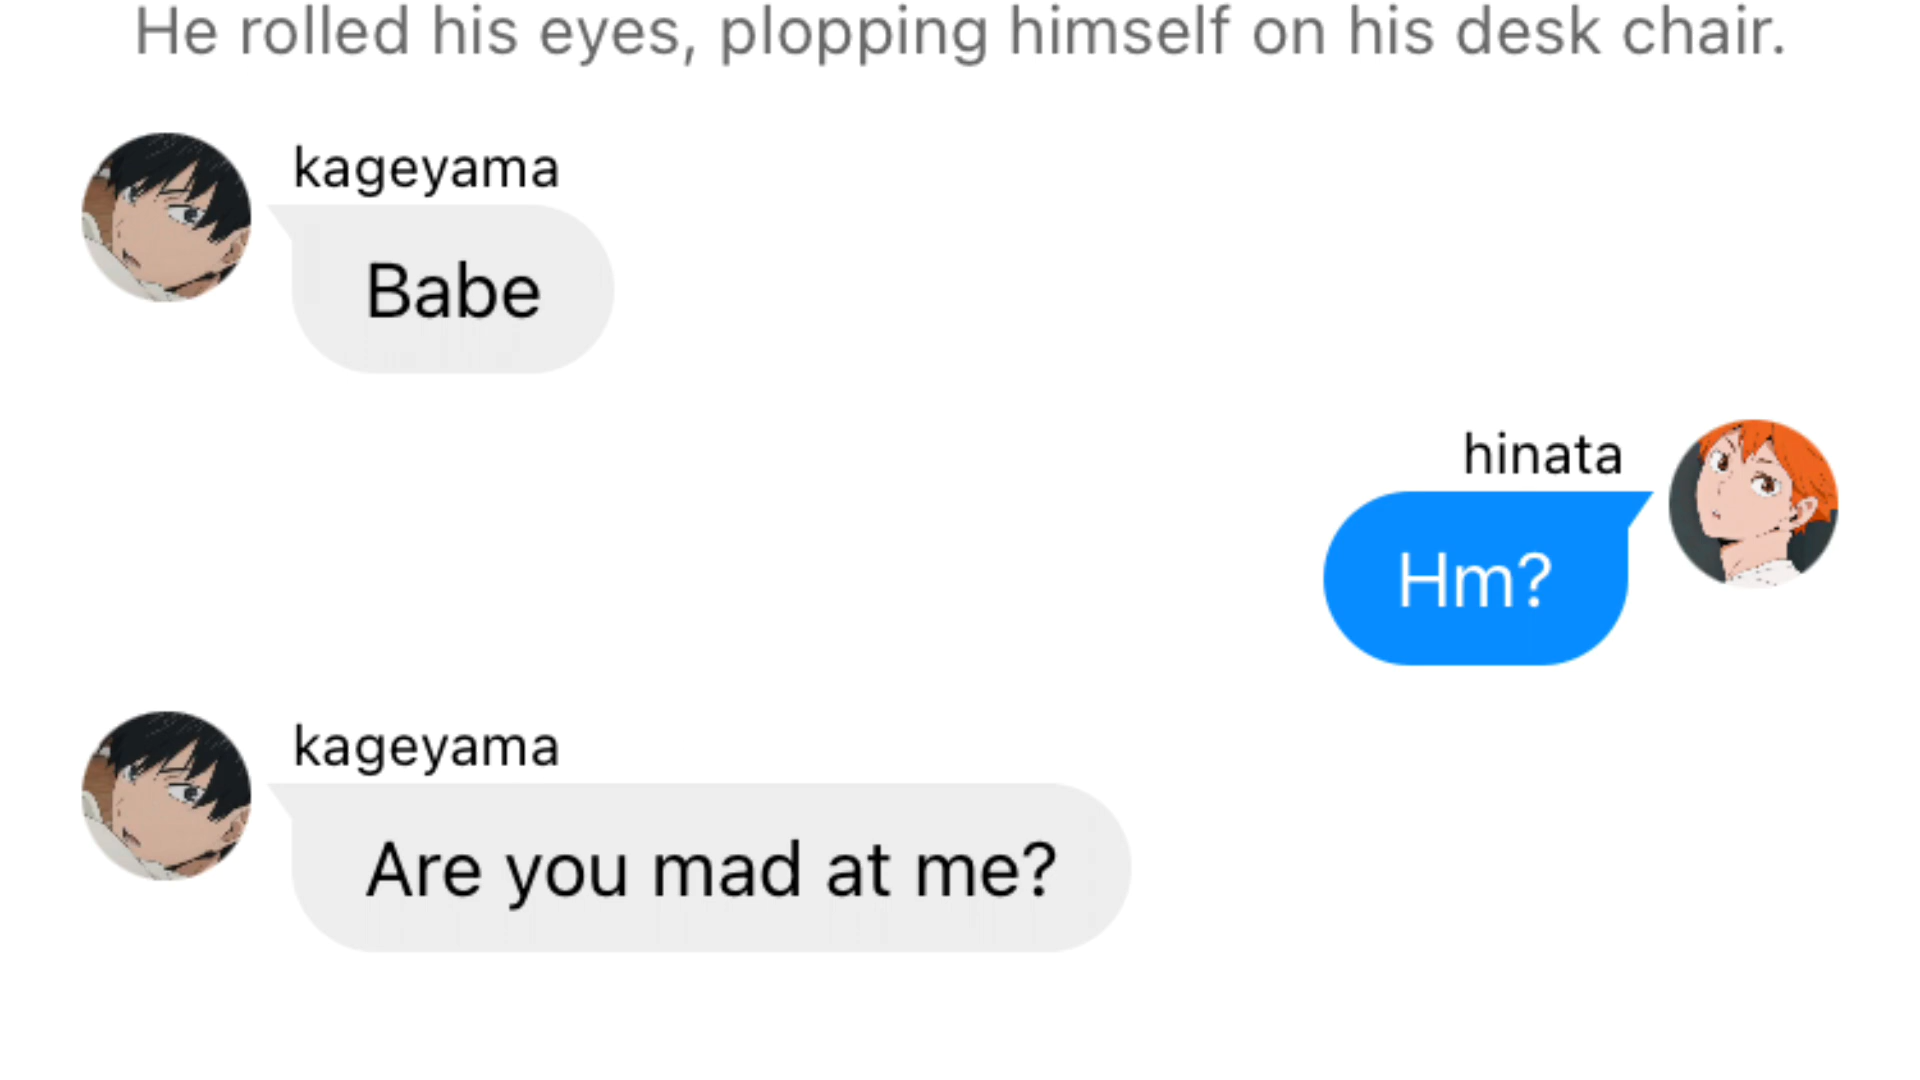 He rolled his eyes, plopping himself on his desk chair.
kageyama
Babe
hinata
Hm?
kageyama
Are you mad at me?